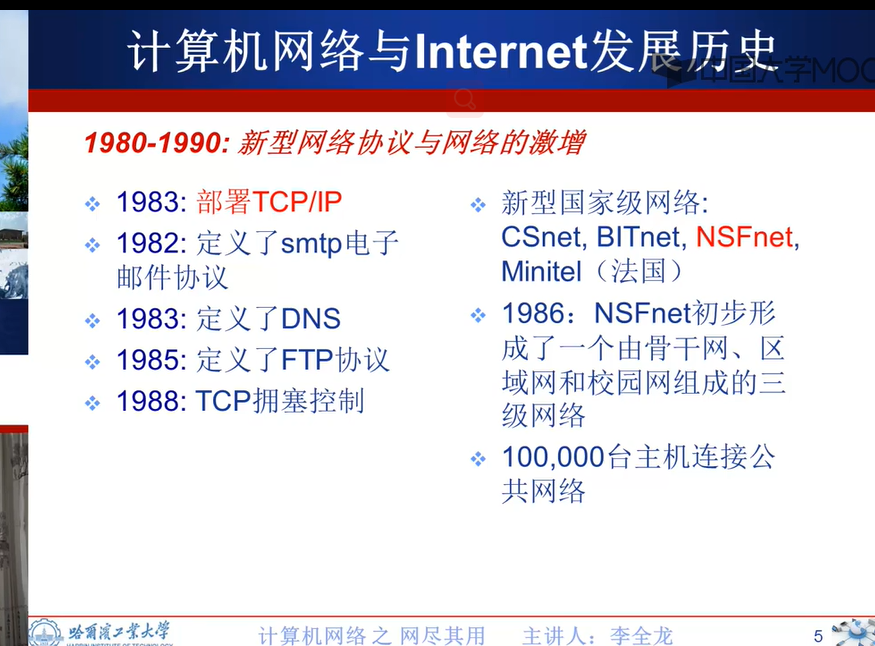 计算机网络与Internet发展历史
中国大学MOO
1980-1990: 新型网络协议与网络的激增
1983: 部署TCP/IP
1982: 定义了smtp电子
邮件协议
1983: 定义了DNS
1985: 定义了FTP协议
1988: TCP拥塞控制
新型国家级网络:
CSnet, BITnet, NSFnet,
Minitel（法国）
1986：NSFnet初步形
成了一个由骨干网、区
域网和校园网组成的三
级网络
100,000台主机连接公
共网络
哈尔滨工业大学
HARBIN INSTITUTE OF TECHNOLOGY
计算机网络 之 网尽其用 主讲人：李全龙
5